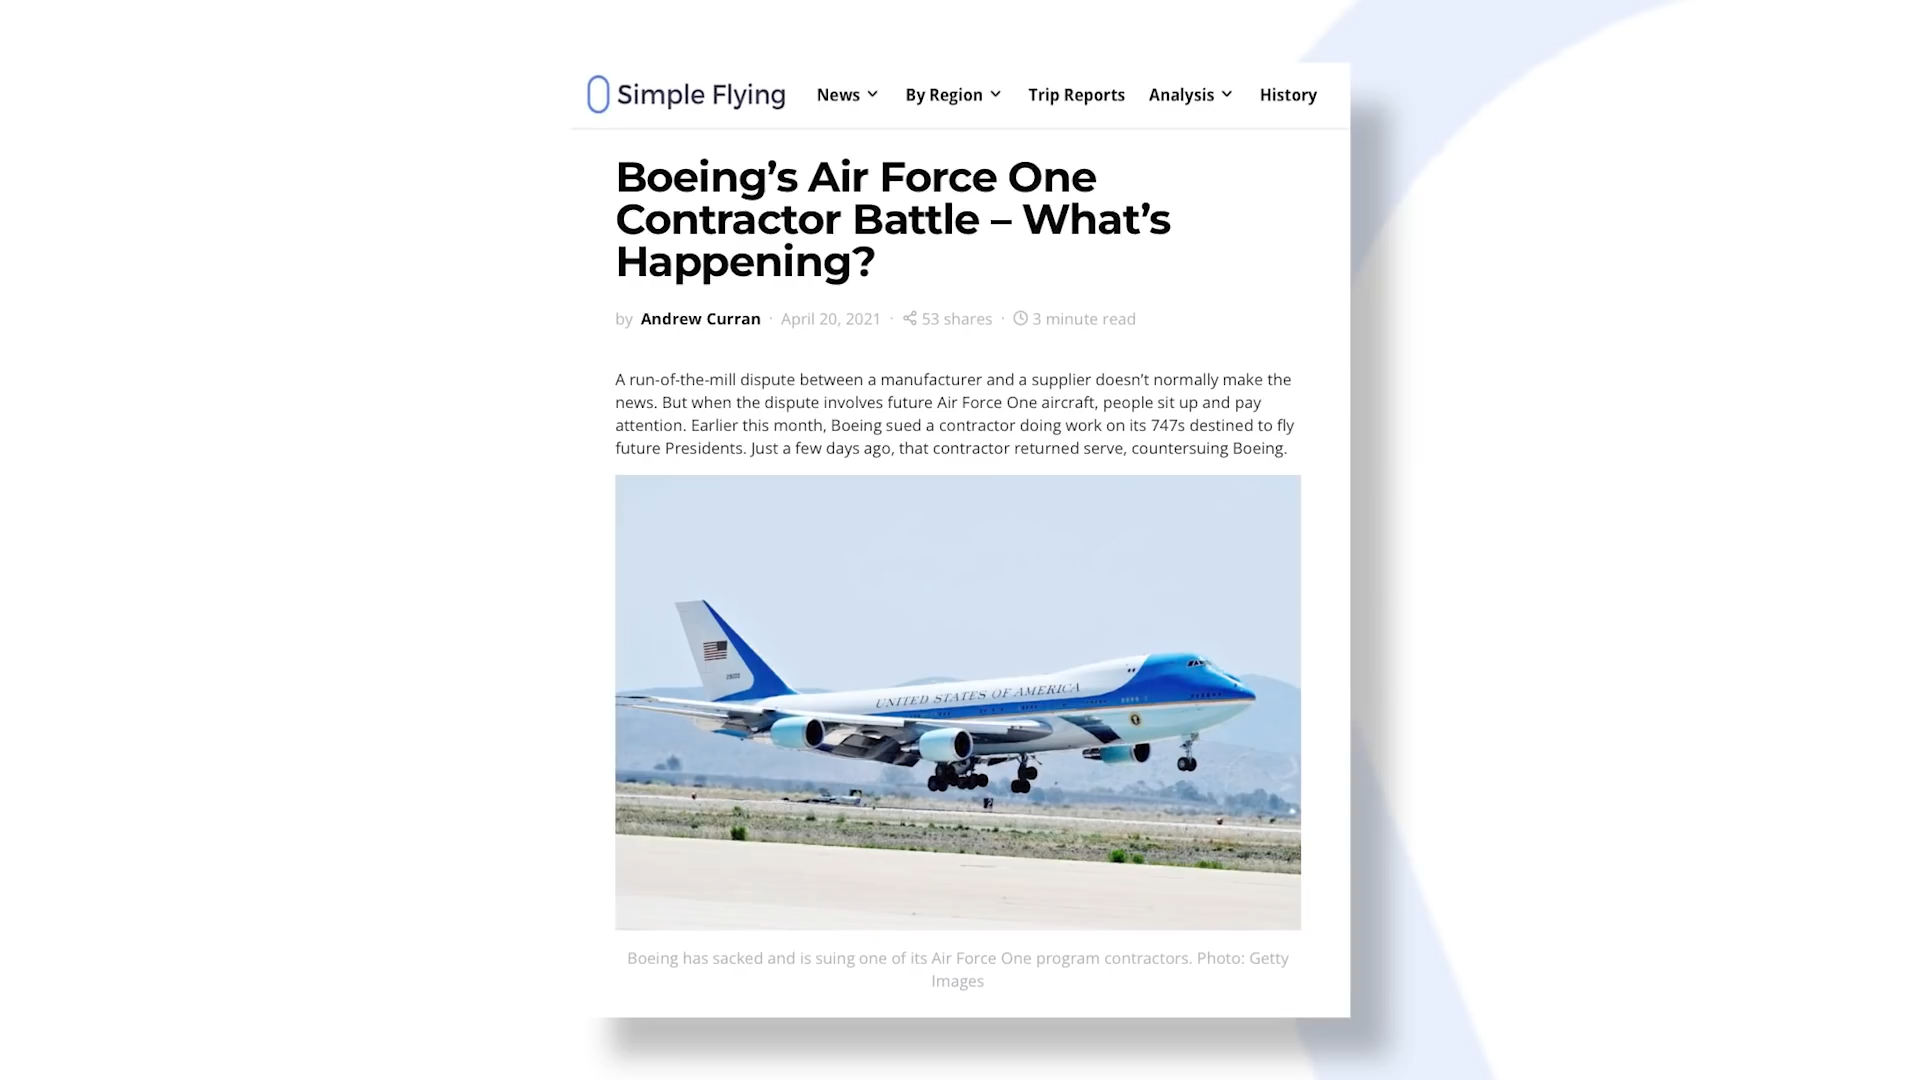 Simple Flying
News
By Region
Trip Reports
Analysis
History
Boeing’s Air Force One
Contractor Battle – What’s
Happening?
by Andrew Curran · April 20, 2021 · 53 shares · 3 minute read
A run-of-the-mill dispute between a manufacturer and a supplier doesn’t normally make the
news. But when the dispute involves future Air Force One aircraft, people sit up and pay
attention. Earlier this month, Boeing sued a contractor doing work on its 747s destined to fly
future Presidents. Just a few days ago, that contractor returned serve, countersuing Boeing.
UNITED STATES OF AMERICA
Boeing has sacked and is suing one of its Air Force One program contractors. Photo: Getty
Images